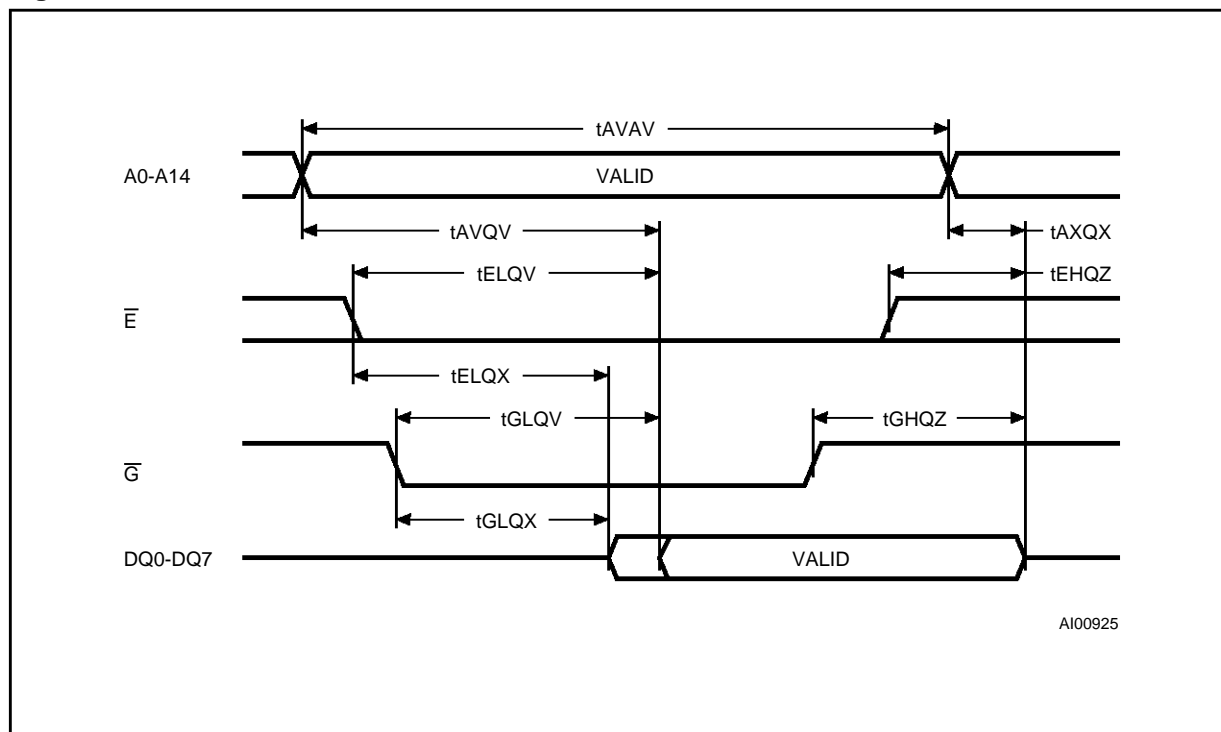 tAVAV
A0-A14
VALID
tAVQV
tAXQX
tELQV
tEHQZ
E̅
tELQX
tGLQV
tGHQZ
G̅
tGLQX
DQ0-DQ7
VALID
AI00925